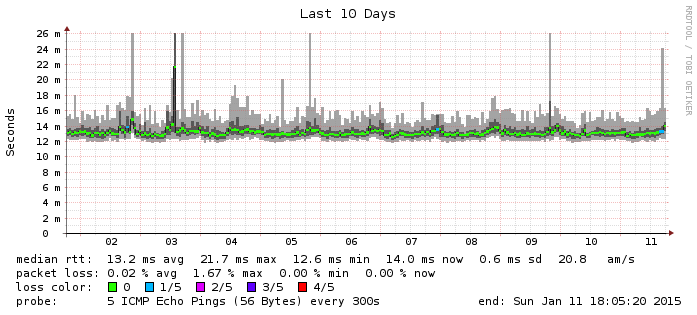 Last 10 Days
RRDTOOL / TOBI OETIKER
Seconds
26 m
24 m
22 m
20 m
18 m
16 m
14 m
12 m
10 m
8 m
6 m
4 m
2 m
0
02 03 04 05 06 07 08 09 10 11
median rtt: 13.2 ms avg 21.7 ms max 12.6 ms min 14.0 ms now 0.6 ms sd 20.8 am/s
packet loss: 0.02 % avg 1.67 % max 0.00 % min 0.00 % now
loss color: 0 1/5 2/5 3/5 4/5
probe: 5 ICMP Echo Pings (56 Bytes) every 300s end: Sun Jan 11 18:05:20 2015